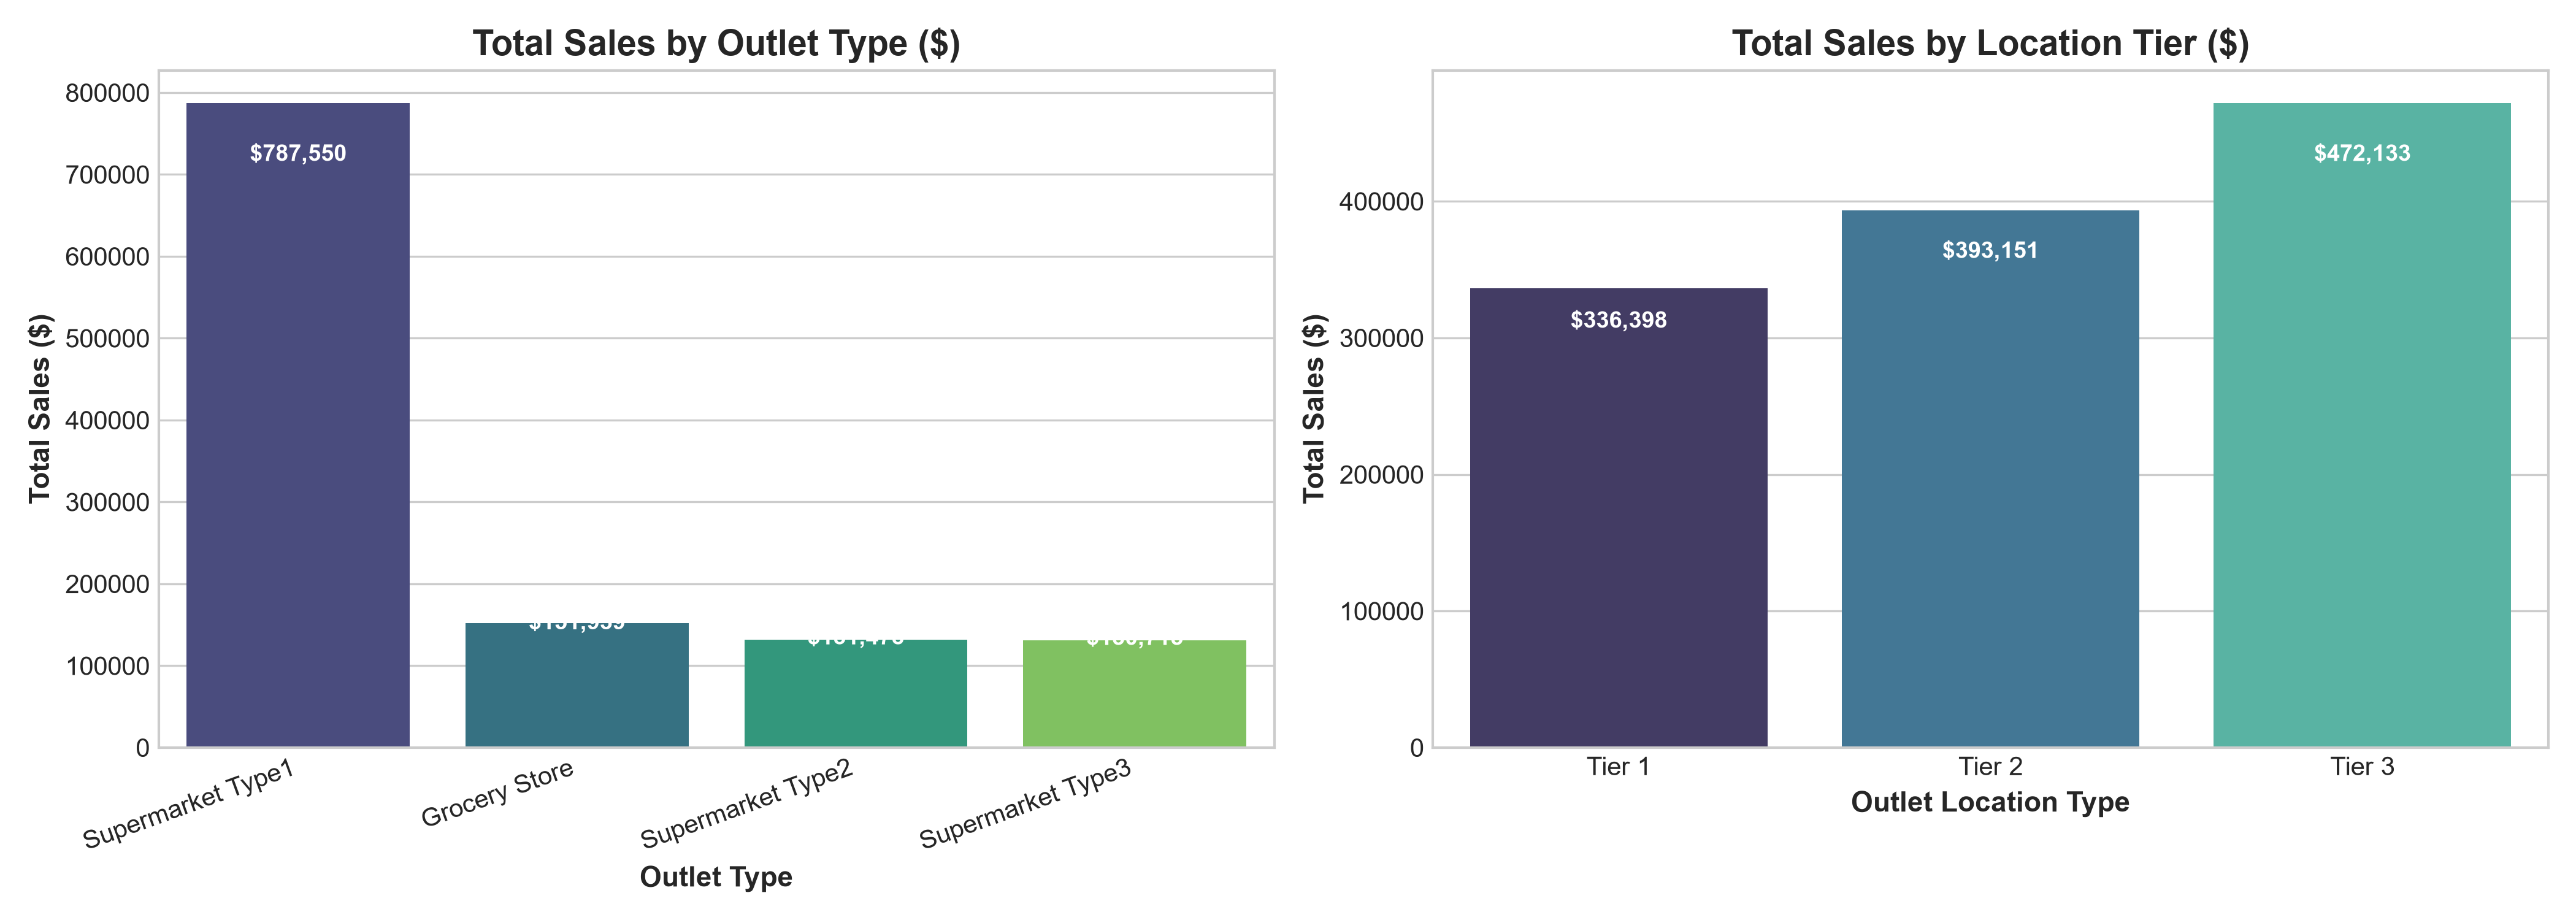 Total Sales by Outlet Type ($)
800000
700000
600000
500000
400000
300000
200000
100000
0
Total Sales ($)
$787,550
Supermarket Type1
Grocery Store
Supermarket Type2
Supermarket Type3
Outlet Type
Total Sales by Location Tier ($)
400000
300000
200000
100000
0
Total Sales ($)
$336,398
$393,151
$472,133
Tier 1
Tier 2
Tier 3
Outlet Location Type